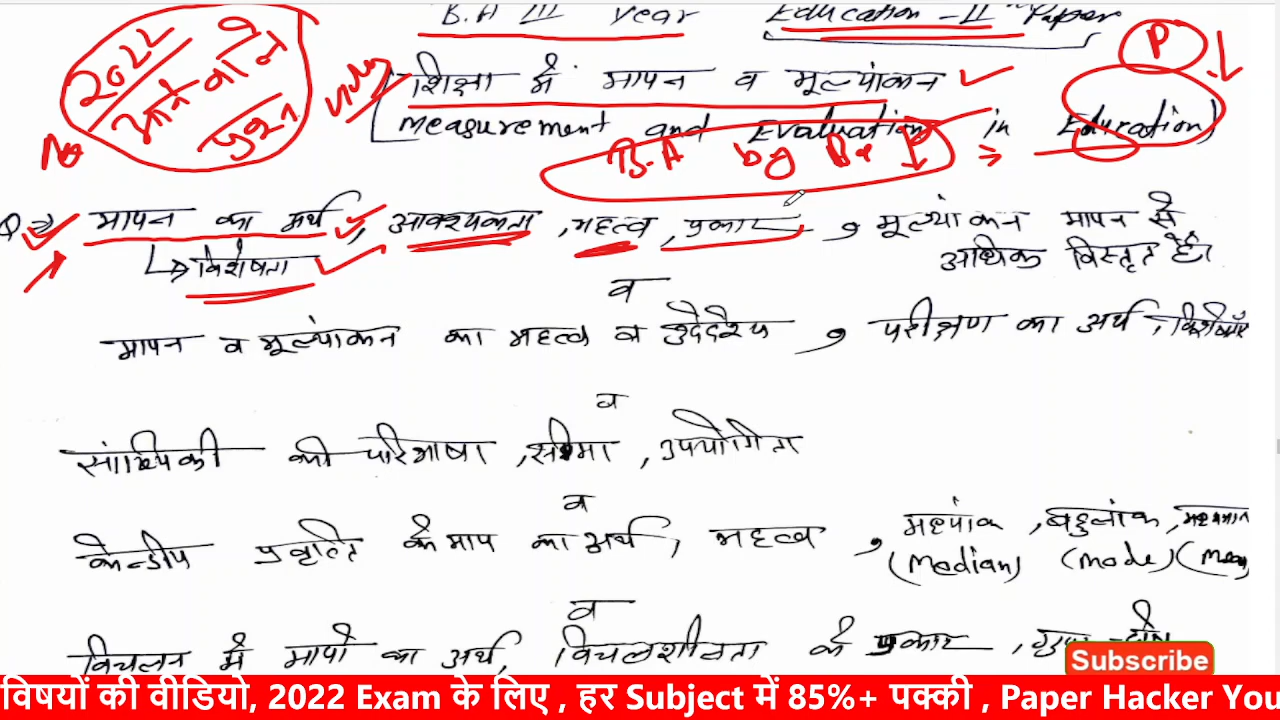 B.A III year Education-II Paper
2022 में आने वाले प्रश्न
शिक्षा में मापन व मूल्यांकन
P
Measurement and Evaluation in Education
B.A by
Q मापन का अर्थ, आवश्यकता, महत्व, प्रकार, मूल्यांकन मापन से
विशेषता
अधिक विस्तृत है।
व
मापन व मूल्यांकन का महत्व व उद्देश्य, परीक्षण का अर्थ, विशेषताएँ
व
सांख्यिकी की परिभाषा, सीमा, उपयोगिता
व
केन्द्रीय प्रवृत्ति के माप का अर्थ, महत्व, मध्यांक, बहुलांक, मध्यमान
(Median) (mode) (Mean)
व
विचलन में मापो का अर्थ, विचलशीलता के प्रकार, गुण-दोष
Subscribe
विषयों की वीडियो, 2022 Exam के लिए , हर Subject में 85%+ पक्की , Paper Hacker You